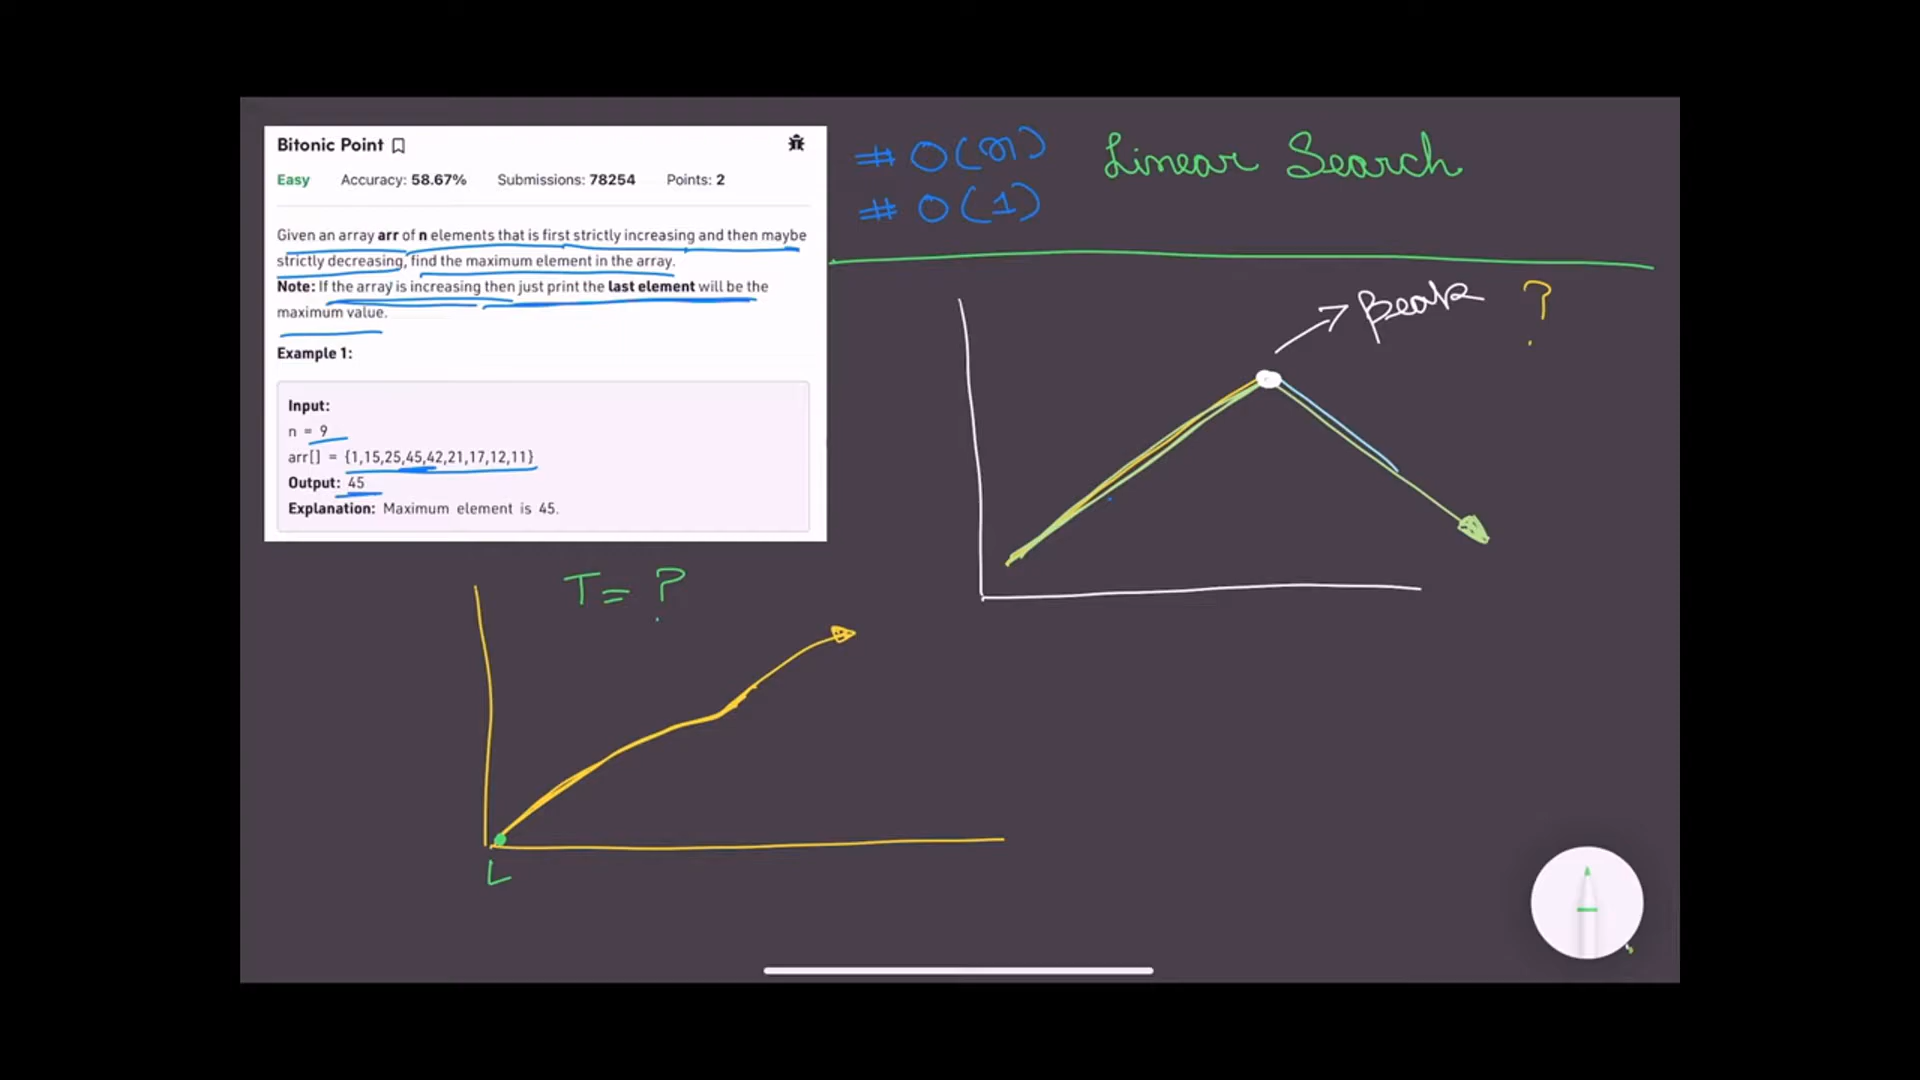 Bitonic Point
Easy Accuracy: 58.67% Submissions: 78254 Points: 2
Given an array arr of n elements that is first strictly increasing and then maybe
strictly decreasing, find the maximum element in the array.
Note: If the array is increasing then just print the last element will be the
maximum value.
Example 1:
Input:
n = 9
arr[] = {1,15,25,45,42,21,17,12,11}
Output: 45
Explanation: Maximum element is 45.
# O(n) Linear Search
# O(1)
Peak ?
T = ?
L